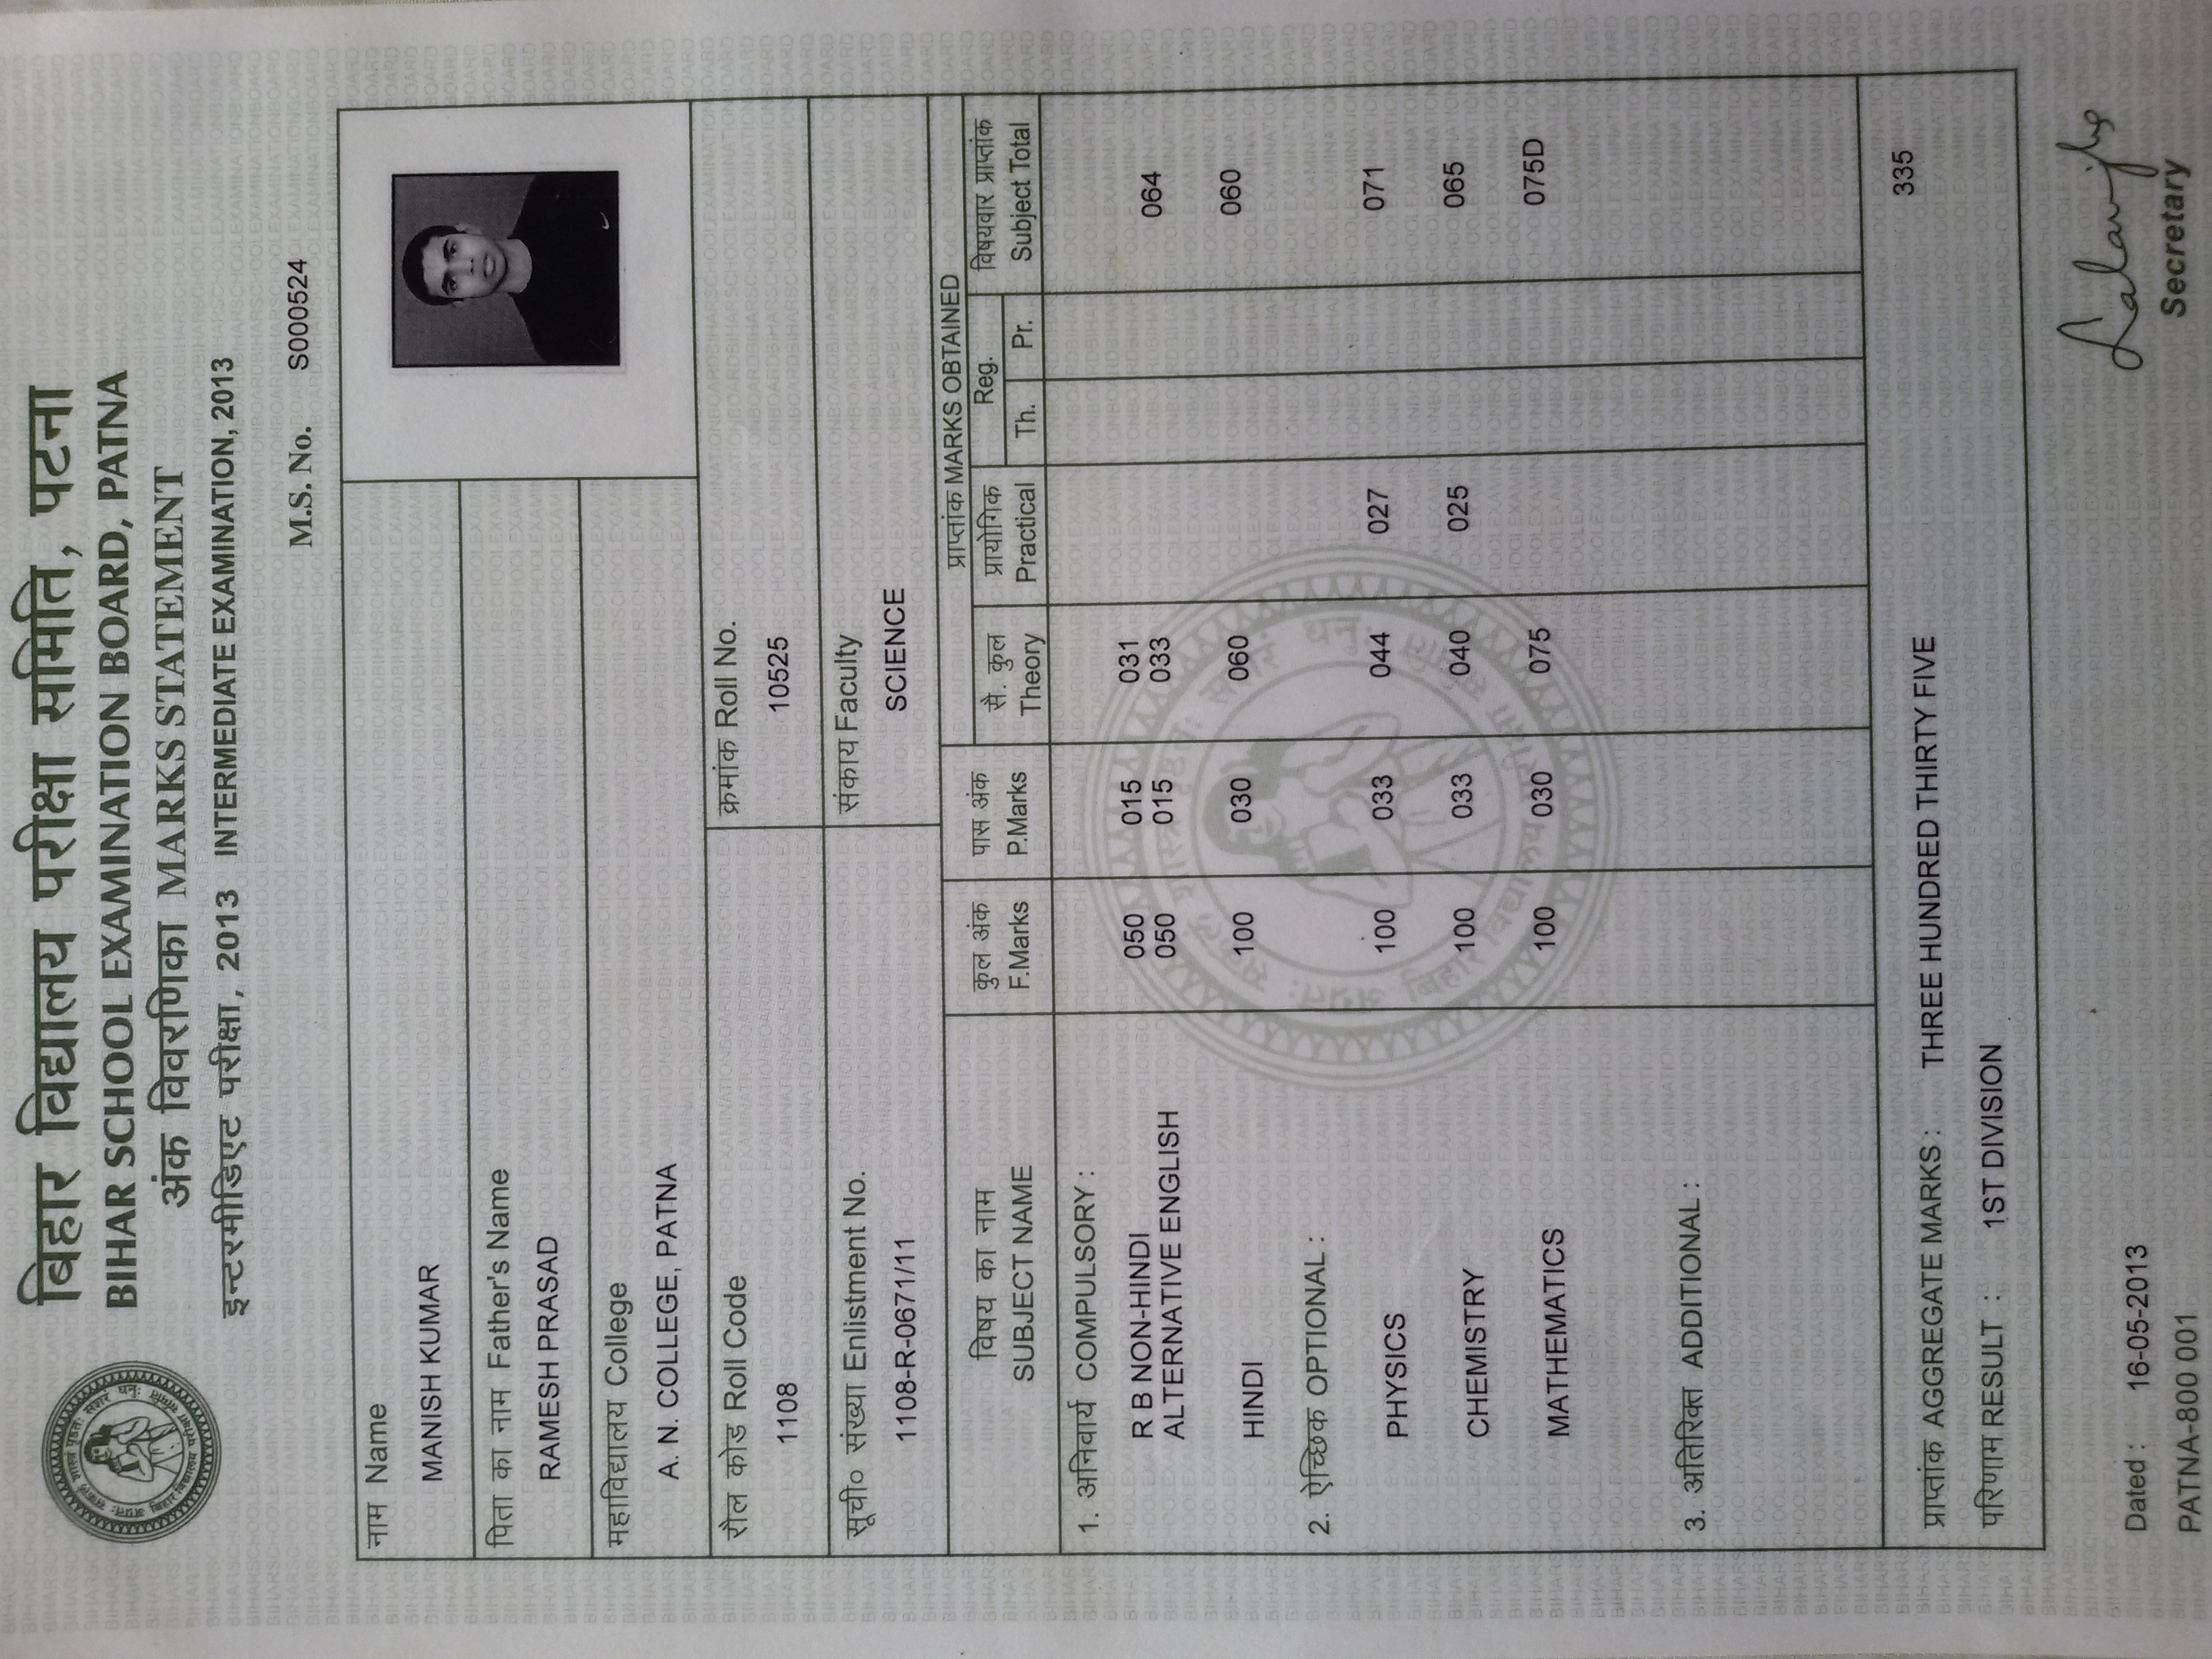 बिहार विद्यालय परीक्षा समिति, पटना
BIHAR SCHOOL EXAMINATION BOARD, PATNA
अंक विवरणिका MARKS STATEMENT
इन्टरमीडिएट परीक्षा, 2013 INTERMEDIATE EXAMINATION, 2013
M.S. No. S000524
नाम Name
MANISH KUMAR
पिता का नाम Father's Name
RAMESH PRASAD
महाविद्यालय College
A. N. COLLEGE, PATNA
रौल कोड Roll Code क्रमांक Roll No.
1108 10525
सूची० संख्या Enlistment No. संकाय Faculty
1108-R-0671/11 SCIENCE
प्राप्तांक MARKS OBTAINED
विषय का नाम कुल अंक पास अंक सै. कुल प्रायोगिक Reg. विषयवार प्राप्तांक
SUBJECT NAME F.Marks P.Marks Theory Practical Th. Pr. Subject Total
1. अनिवार्य COMPULSORY :
R B NON-HINDI 050 015 031
ALTERNATIVE ENGLISH 050 015 033 064
HINDI 100 030 060 060
2. ऐच्छिक OPTIONAL :
PHYSICS 100 033 044 027 071
CHEMISTRY 100 033 040 025 065
MATHEMATICS 100 030 075 075D
3. अतिरिक्त ADDITIONAL :
प्राप्तांक AGGREGATE MARKS : THREE HUNDRED THIRTY FIVE 335
परिणाम RESULT : 1ST DIVISION
Dated : 16-05-2013
PATNA-800 001
Secretary